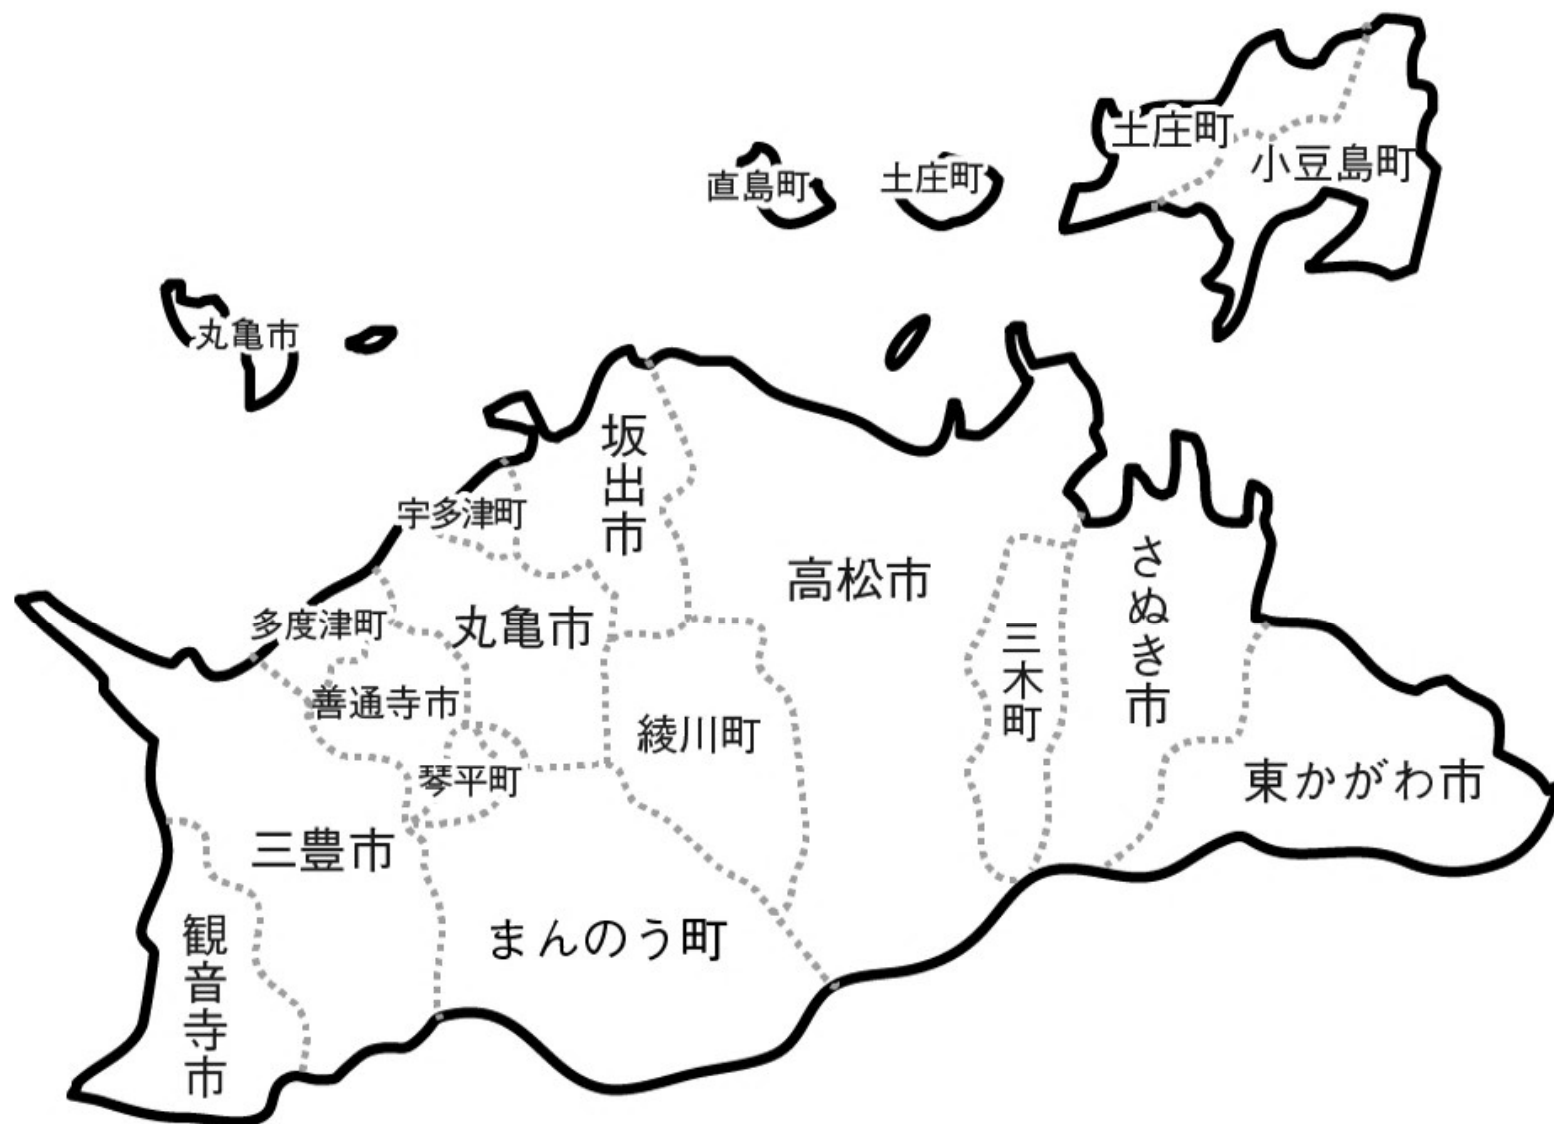 土庄町
小豆島町
直島町
土庄町
丸亀市
坂出市
宇多津町
高松市
さぬき市
多度津町
丸亀市
三木町
善通寺市
綾川町
琴平町
東かがわ市
三豊市
まんのう町
観音寺市